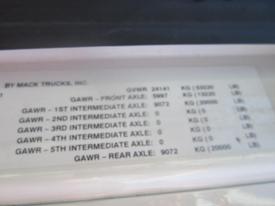 BY MACK TRUCKS, INC.
GVWR 24141 KG ( 53220 LB)
GAWR - FRONT AXLE: 5997 KG ( 13220 LB)
GAWR - 1ST INTERMEDIATE AXLE: 9072 KG ( 20000 LB)
GAWR - 2ND INTERMEDIATE AXLE: 0 KG ( 0 LB)
GAWR - 3RD INTERMEDIATE AXLE: 0 KG ( 0 LB)
GAWR - 4TH INTERMEDIATE AXLE: 0 KG ( 0 LB)
GAWR - 5TH INTERMEDIATE AXLE: 0 KG ( 0 LB)
GAWR - REAR AXLE: 9072 KG ( 20000 LB)